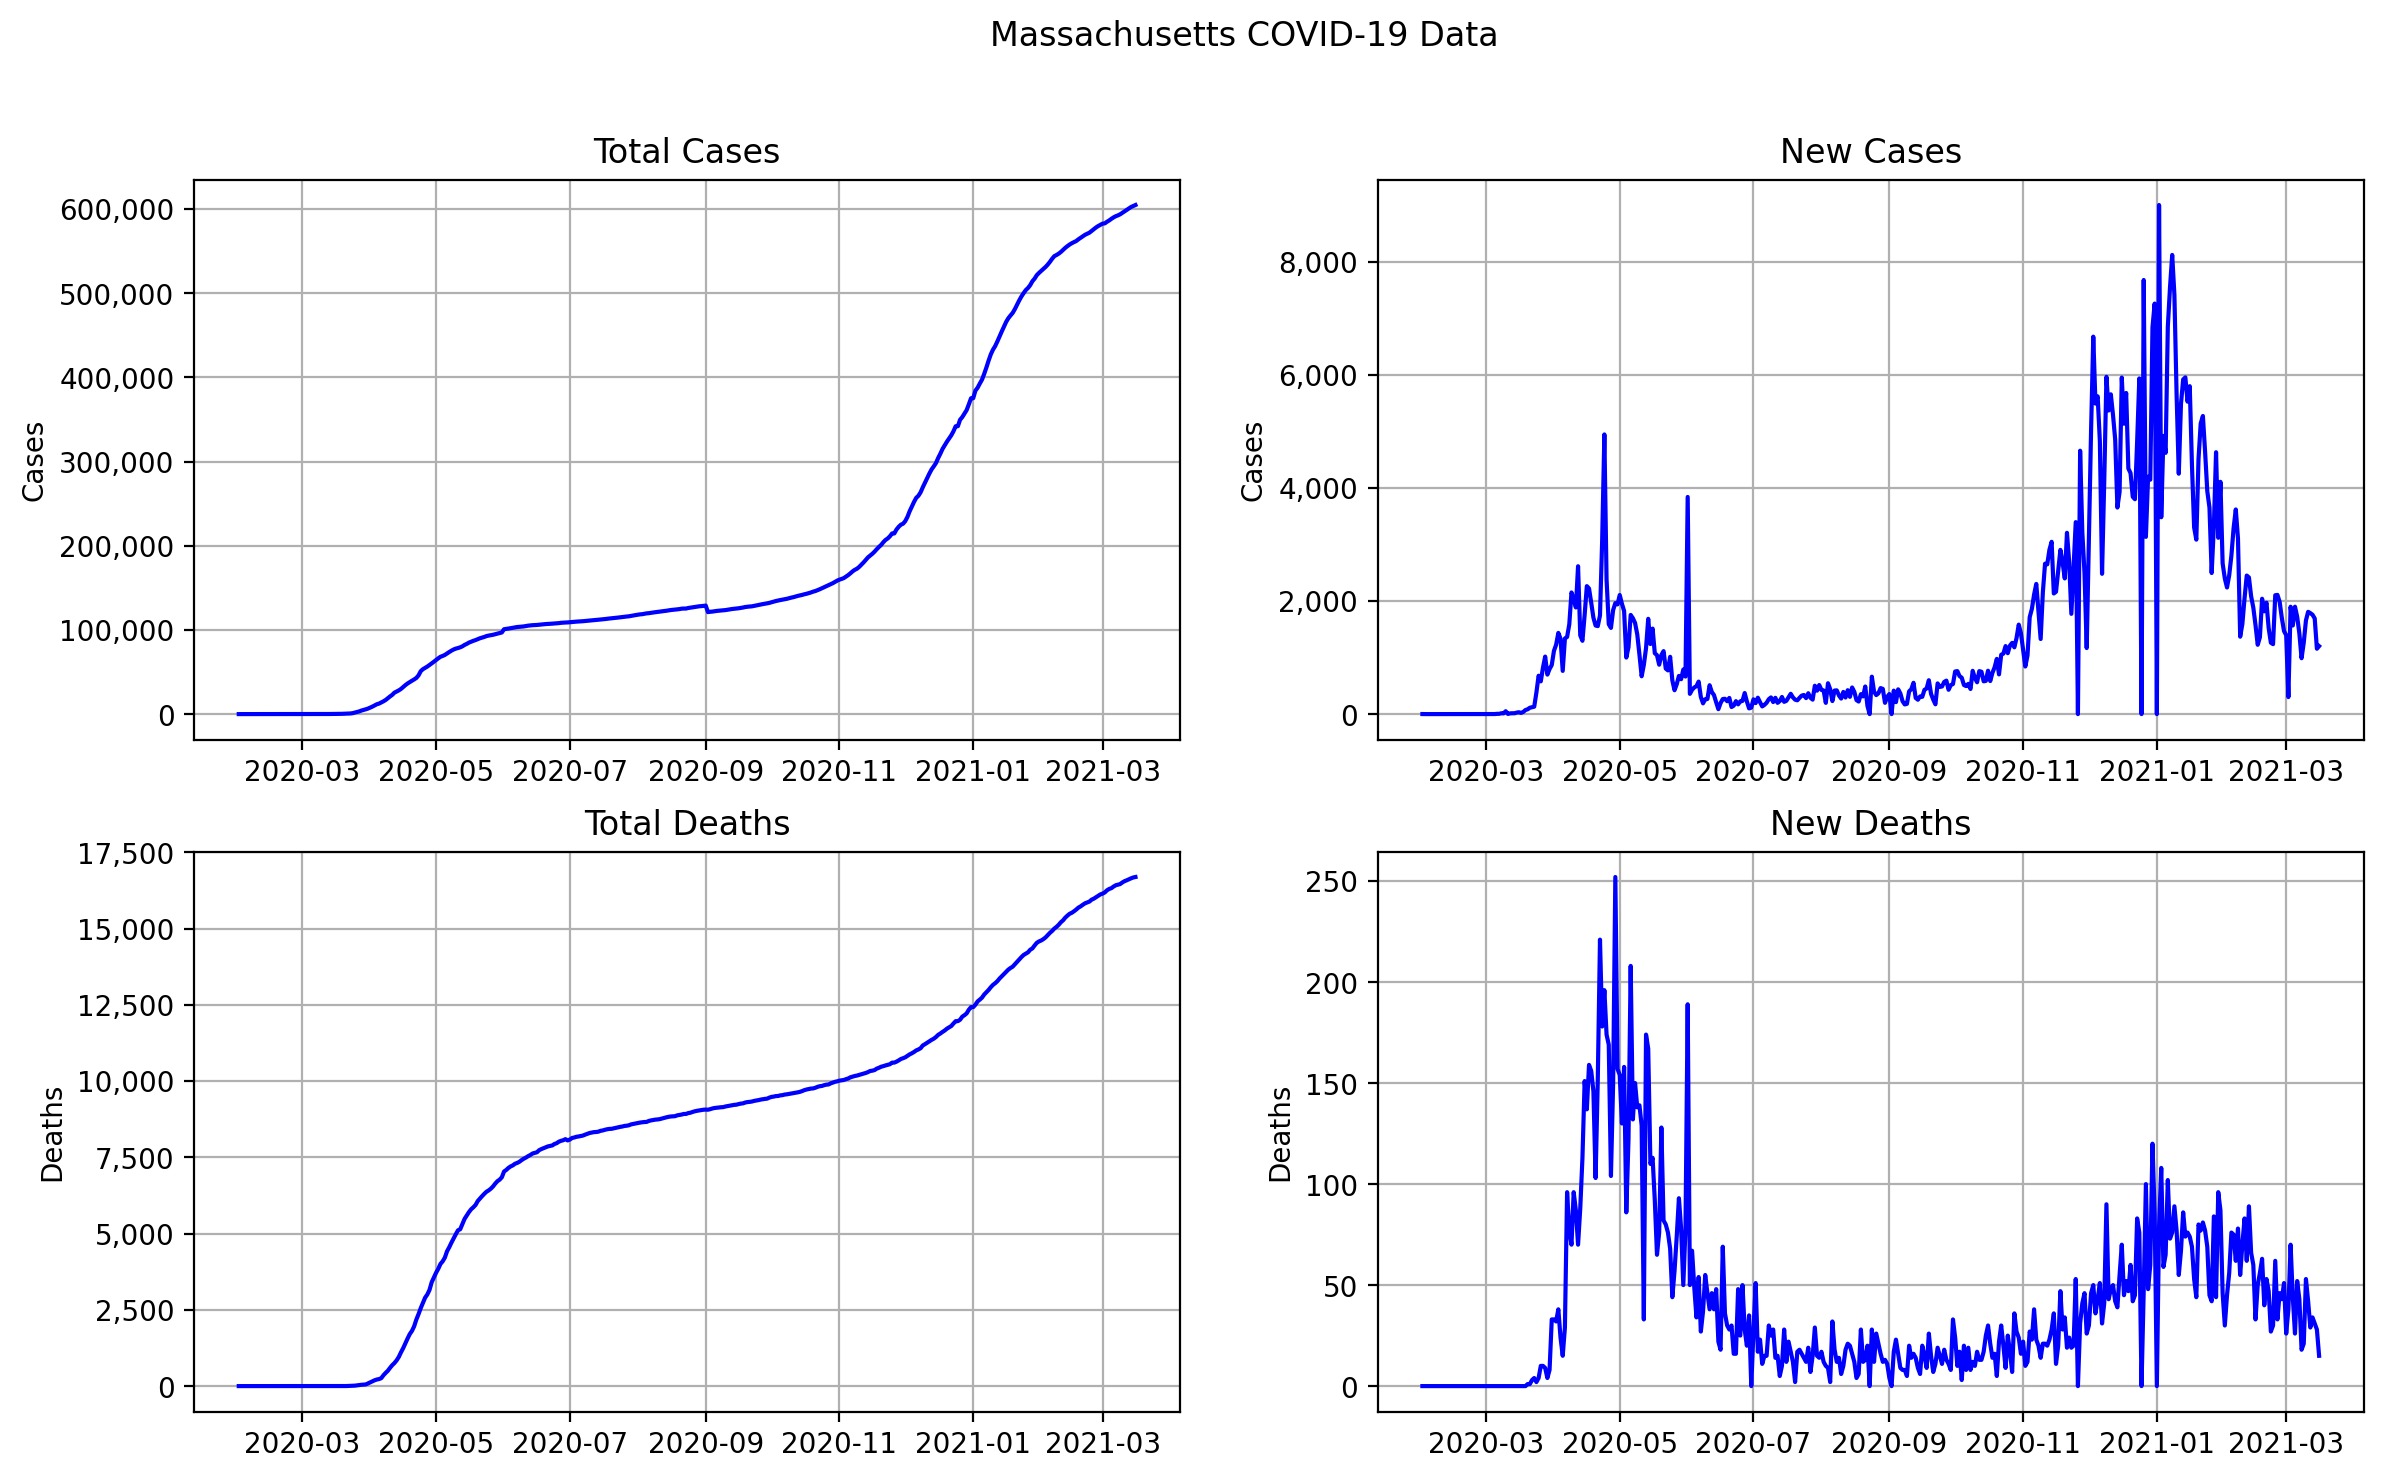 Massachusetts COVID-19 Data
Total Cases
Cases
600,000
500,000
400,000
300,000
200,000
100,000
0
2020-03 2020-05 2020-07 2020-09 2020-11 2021-01 2021-03
New Cases
Cases
8,000
6,000
4,000
2,000
0
2020-03 2020-05 2020-07 2020-09 2020-11 2021-01 2021-03
Total Deaths
Deaths
17,500
15,000
12,500
10,000
7,500
5,000
2,500
0
2020-03 2020-05 2020-07 2020-09 2020-11 2021-01 2021-03
New Deaths
Deaths
250
200
150
100
50
0
2020-03 2020-05 2020-07 2020-09 2020-11 2021-01 2021-03